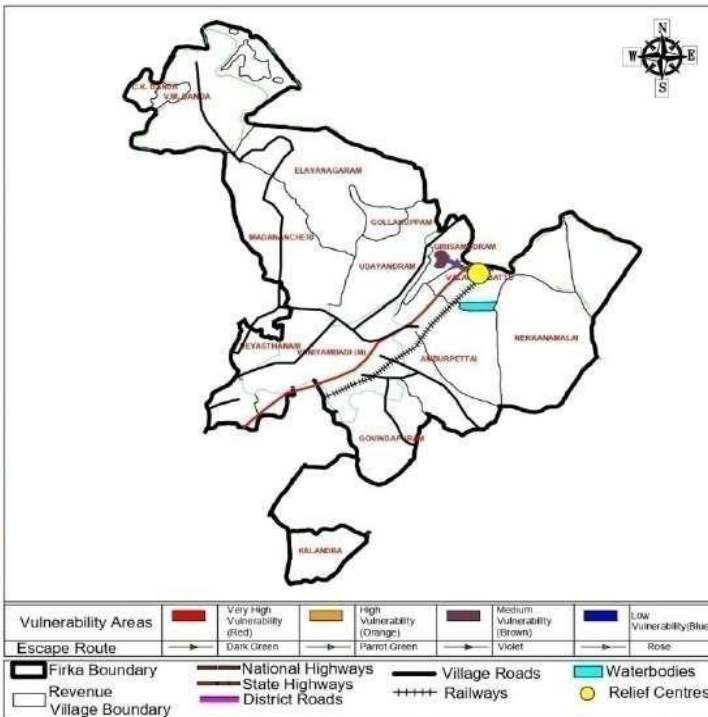 N
W E
S
C.K. DANDA
V.M. DANDA
ELAYANAGARAM
GOLLAKUPPAM
MADANANCHERI
GIRISAMUDRAM
UDAYANDRAM
NEKKANAMALAI
VANIYAMBADI (M)
AMBURPETTAI
GOVINDAPURAM
KALANDRA
Vulnerability Areas
Very High Vulnerability (Red)
High Vulnerability (Orange)
Medium Vulnerability (Brown)
Low Vulnerability(Blue
Escape Route
Dark Green
Parrot Green
Violet
Rose
Firka Boundary
National Highways
Village Roads
Waterbodies
Revenue Village Boundary
State Highways
Railways
Relief Centres
District Roads